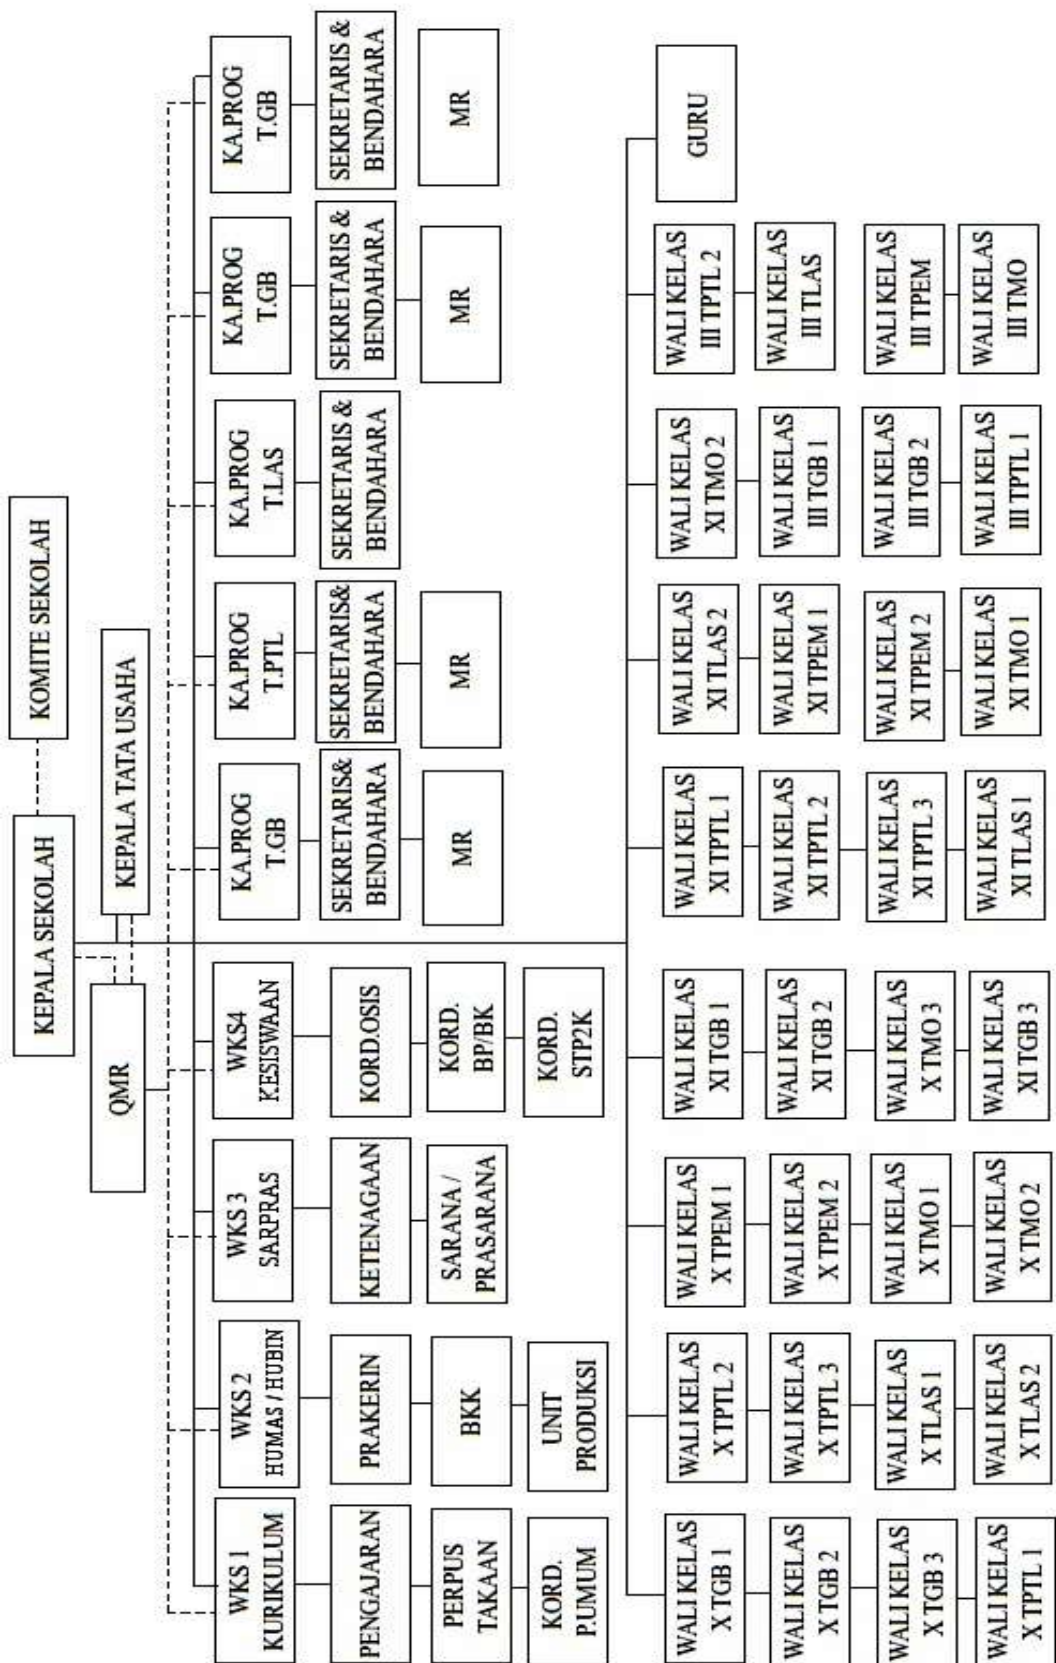 KOMITE SEKOLAH
KEPALA SEKOLAH
KEPALA TATA USAHA
QMR
WKS 1
KURIKULUM
WKS 2
HUMAS / HUBIN
WKS 3
SARPRAS
WKS4
KESISWAAN
KA.PROG
T.GB
KA.PROG
T.PTL
KA.PROG
T.LAS
KA.PROG
T.GB
KA.PROG
T.GB
PENGAJARAN
PRAKERIN
KETENAGAAN
KORD.OSIS
SEKRETARIS&
BENDAHARA
SEKRETARIS&
BENDAHARA
SEKRETARIS &
BENDAHARA
SEKRETARIS &
BENDAHARA
SEKRETARIS &
BENDAHARA
PERPUS
TAKAAN
BKK
SARANA /
PRASARANA
KORD.
BP/BK
MR
MR
MR
MR
KORD.
P.UMUM
UNIT
PRODUKSI
KORD.
STP2K
WALI KELAS
X TGB 1
WALI KELAS
X TPTL 2
WALI KELAS
X TPEM 1
WALI KELAS
XI TGB 1
WALI KELAS
XI TPTL 1
WALI KELAS
XI TLAS 2
WALI KELAS
XI TMO 2
WALI KELAS
III TPTL 2
GURU
WALI KELAS
X TGB 2
WALI KELAS
X TPTL 3
WALI KELAS
X TPEM 2
WALI KELAS
XI TGB 2
WALI KELAS
XI TPTL 2
WALI KELAS
XI TPEM 1
WALI KELAS
III TGB 1
WALI KELAS
III TLAS
WALI KELAS
X TGB 3
WALI KELAS
X TLAS 1
WALI KELAS
X TMO 1
WALI KELAS
X TMO 3
WALI KELAS
XI TPTL 3
WALI KELAS
XI TPEM 2
WALI KELAS
III TGB 2
WALI KELAS
III TPEM
WALI KELAS
X TPTL 1
WALI KELAS
X TLAS 2
WALI KELAS
X TMO 2
WALI KELAS
XI TGB 3
WALI KELAS
XI TLAS 1
WALI KELAS
XI TMO 1
WALI KELAS
III TPTL 1
WALI KELAS
III TMO